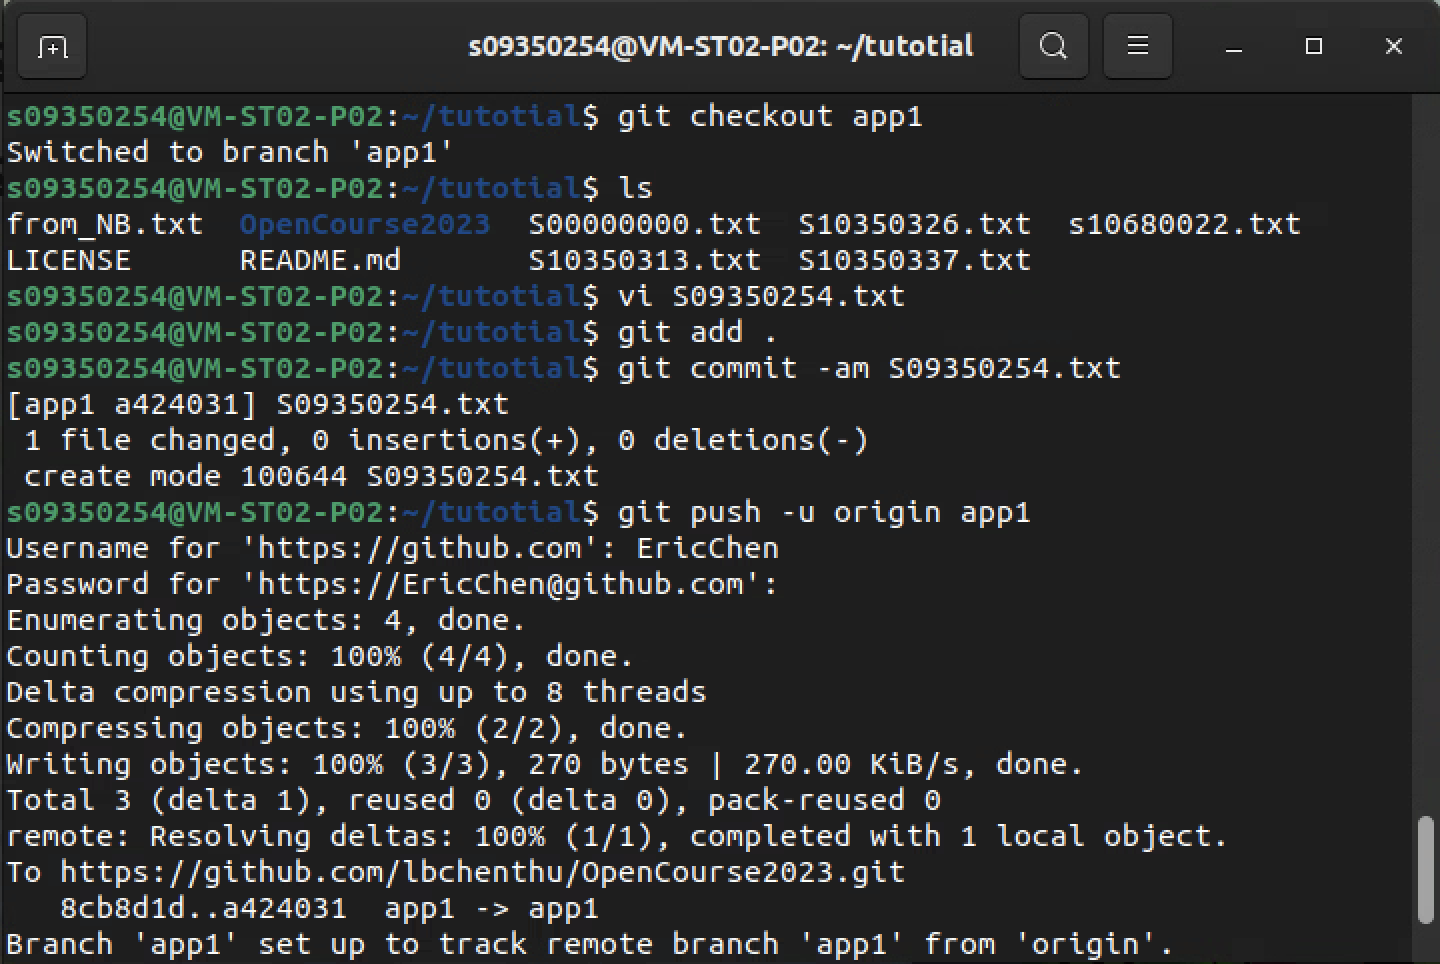 s09350254@VM-ST02-P02: ~/tutotial
s09350254@VM-ST02-P02:~/tutotial$ git checkout app1
Switched to branch 'app1'
s09350254@VM-ST02-P02:~/tutotial$ ls
from_NB.txt  OpenCourse2023  S00000000.txt  S10350326.txt  s10680022.txt
LICENSE      README.md       S10350313.txt  S10350337.txt
s09350254@VM-ST02-P02:~/tutotial$ vi S09350254.txt
s09350254@VM-ST02-P02:~/tutotial$ git add .
s09350254@VM-ST02-P02:~/tutotial$ git commit -am S09350254.txt
[app1 a424031] S09350254.txt
 1 file changed, 0 insertions(+), 0 deletions(-)
 create mode 100644 S09350254.txt
s09350254@VM-ST02-P02:~/tutotial$ git push -u origin app1
Username for 'https://github.com': EricChen
Password for 'https://EricChen@github.com':
Enumerating objects: 4, done.
Counting objects: 100% (4/4), done.
Delta compression using up to 8 threads
Compressing objects: 100% (2/2), done.
Writing objects: 100% (3/3), 270 bytes | 270.00 KiB/s, done.
Total 3 (delta 1), reused 0 (delta 0), pack-reused 0
remote: Resolving deltas: 100% (1/1), completed with 1 local object.
To https://github.com/lbchenthu/OpenCourse2023.git
   8cb8d1d..a424031  app1 -> app1
Branch 'app1' set up to track remote branch 'app1' from 'origin'.